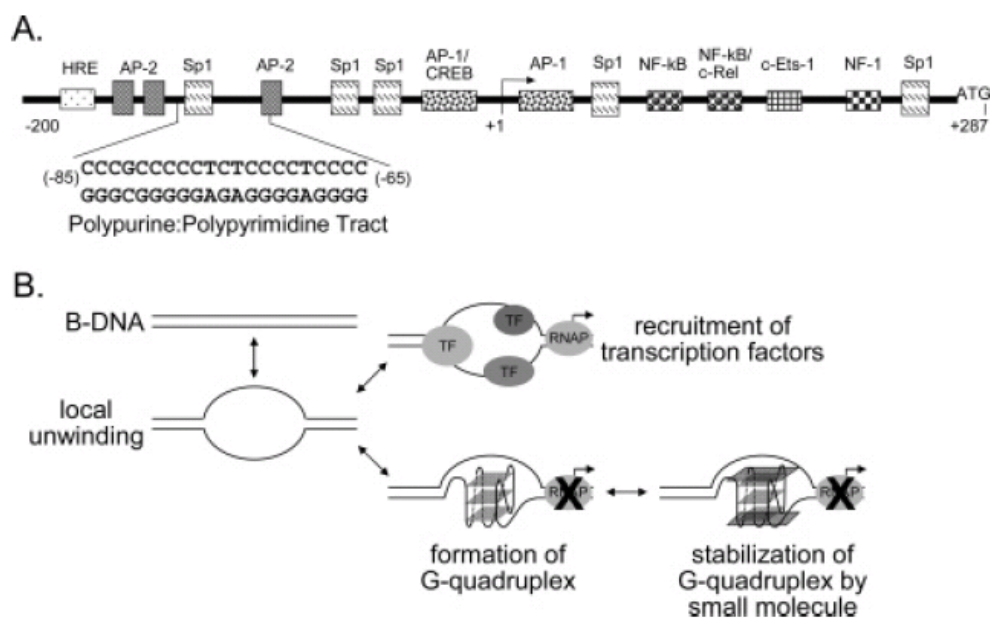 A.
HRE AP-2 Sp1 AP-2 Sp1 Sp1 AP-1/ CREB AP-1 Sp1 NF-kB NF-kB/ c-Rel c-Ets-1 NF-1 Sp1
ATG
-200 +1 +287
(-85) CCCGCCCCCTCTCCCCTCCCC (-65)
GGGCGGGGGAGAGGGGAGGGG
Polypurine:Polypyrimidine Tract
B.
B-DNA
TF TF TF RNAP
recruitment of
transcription factors
local
unwinding
RNAP RNAP
formation of
G-quadruplex
stabilization of
G-quadruplex by
small molecule